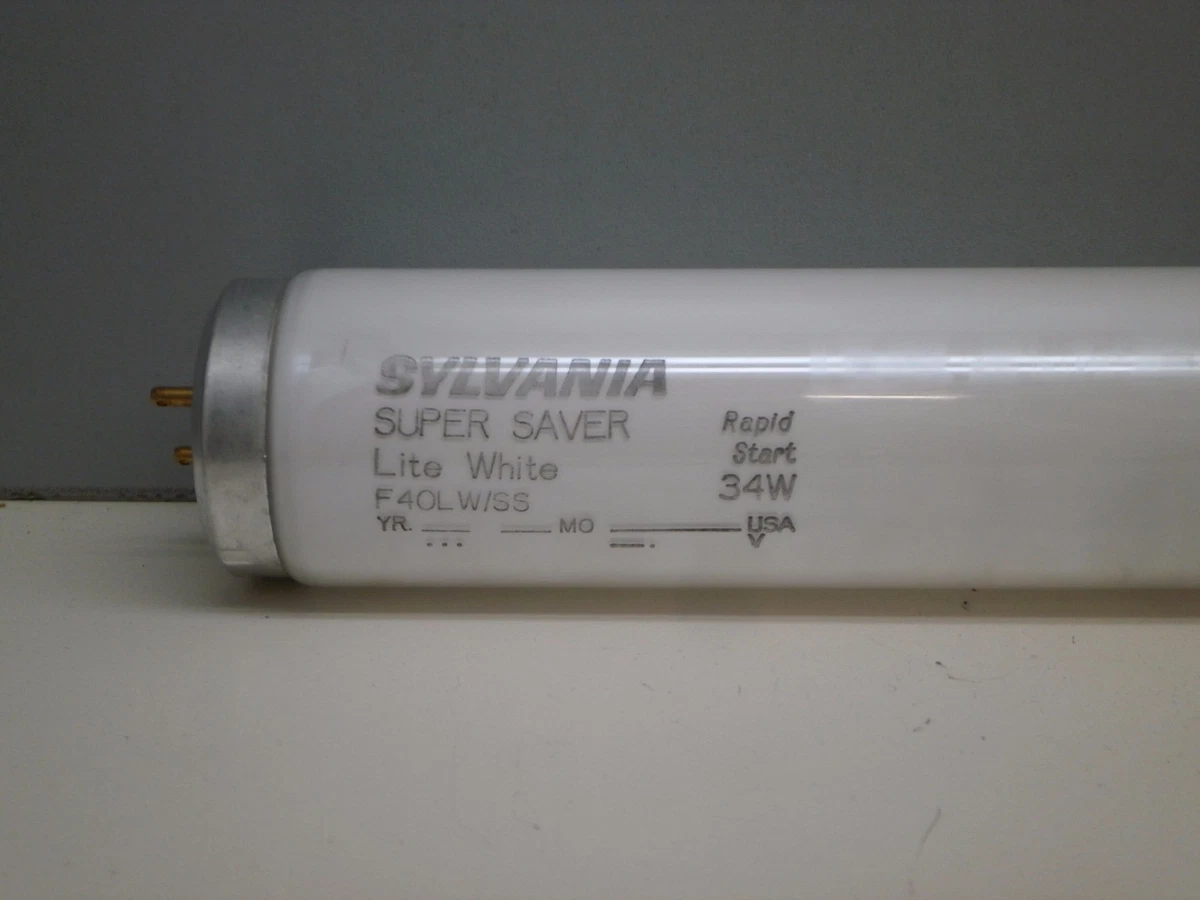 SYLVANIA
SUPER SAVER
Lite White
F40LW/SS
Rapid
Start
34W
YR. MO USA
V